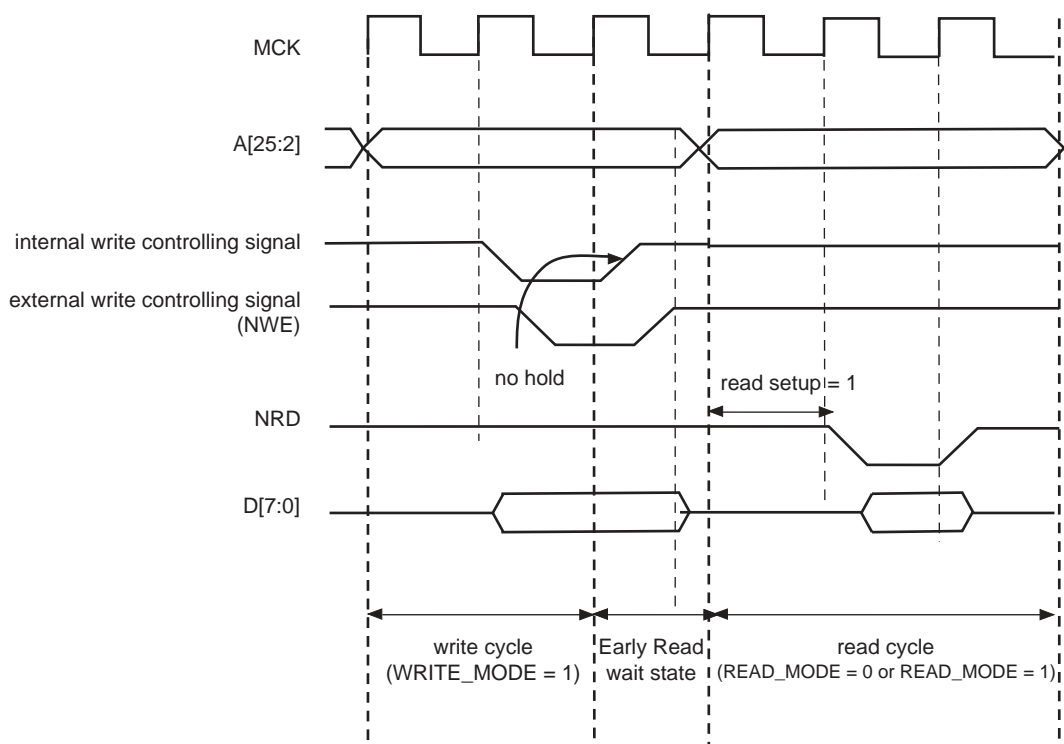 MCK
A[25:2]
internal write controlling signal
external write controlling signal
(NWE)
no hold
read setup = 1
NRD
D[7:0]
write cycle
(WRITE_MODE = 1)
Early Read
wait state
read cycle
(READ_MODE = 0 or READ_MODE = 1)